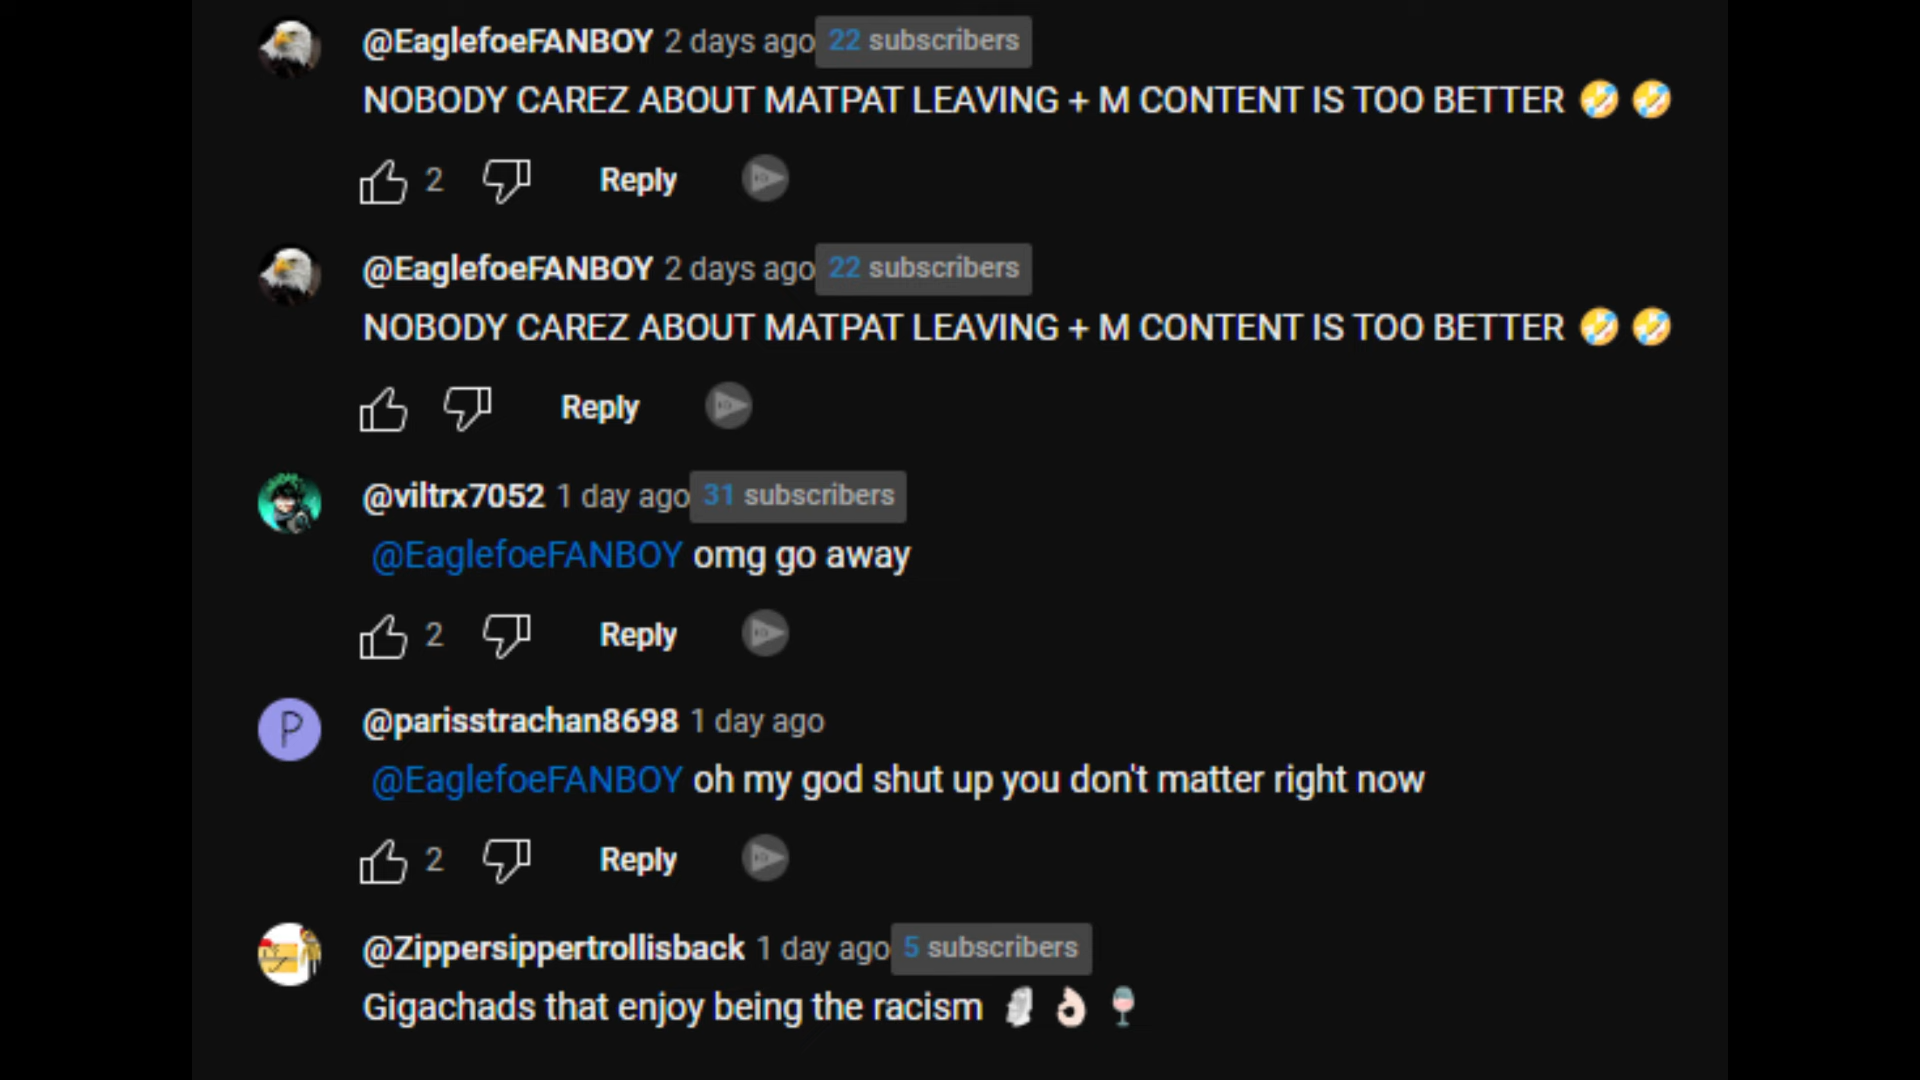 @EaglefoeFANBOY 2 days ago 22 subscribers
NOBODY CAREZ ABOUT MATPAT LEAVING + M CONTENT IS TOO BETTER 🤣 🤣
2 Reply
@EaglefoeFANBOY 2 days ago 22 subscribers
NOBODY CAREZ ABOUT MATPAT LEAVING + M CONTENT IS TOO BETTER 🤣 🤣
Reply
@viltrx7052 1 day ago 31 subscribers
@EaglefoeFANBOY omg go away
2 Reply
P @parisstrachan8698 1 day ago
@EaglefoeFANBOY oh my god shut up you don't matter right now
2 Reply
@Zippersippertrollisback 1 day ago 5 subscribers
Gigachads that enjoy being the racism 🗿 👌🏻 🍷